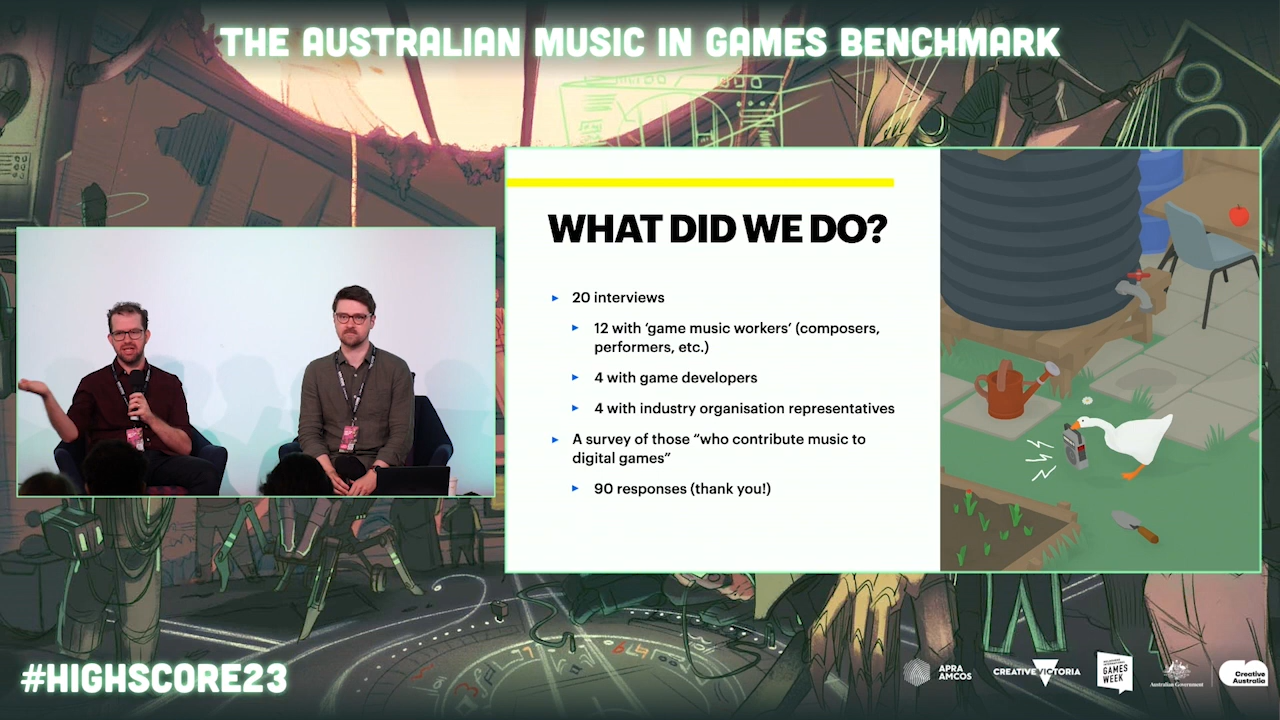 THE AUSTRALIAN MUSIC IN GAMES BENCHMARK
WHAT DID WE DO?
20 interviews
12 with ‘game music workers’ (composers,
performers, etc.)
4 with game developers
4 with industry organisation representatives
A survey of those “who contribute music to
digital games”
90 responses (thank you!)
#HIGHSCORE23
APRA
AMCOS
CREATIVE VICTORIA
GAMES
WEEK
Australian Government
Creative
Australia